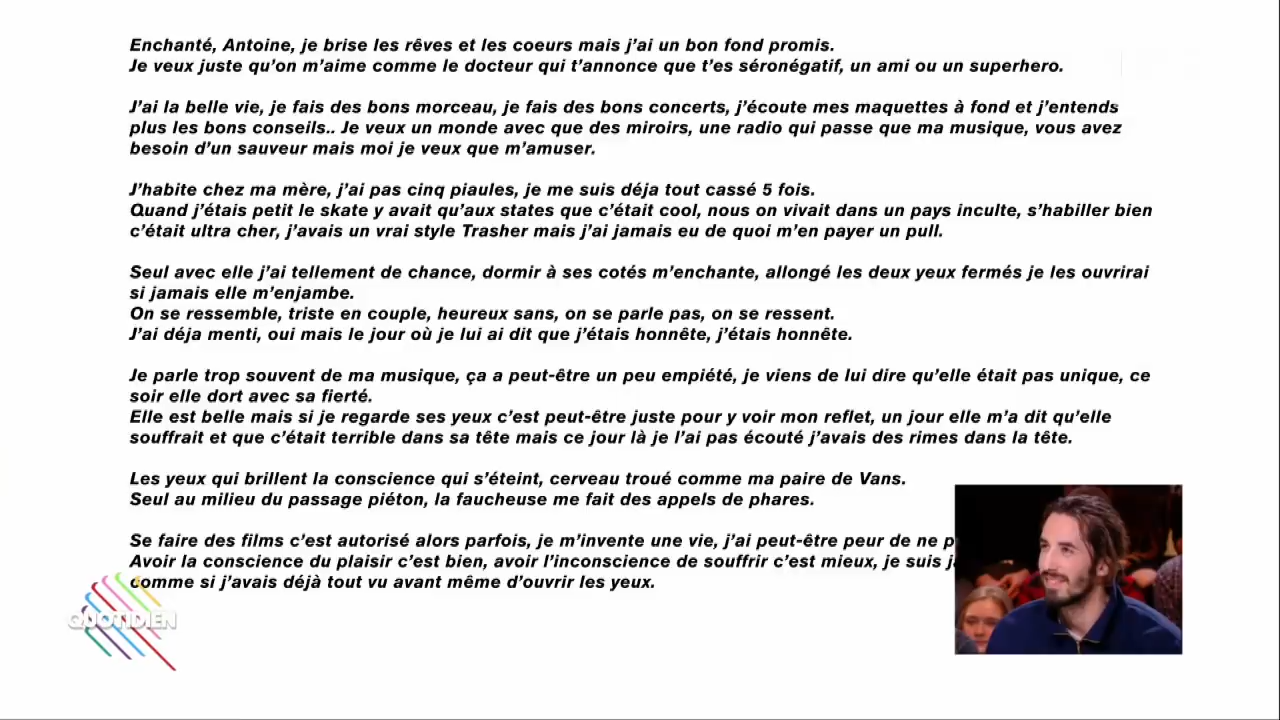 Enchanté, Antoine, je brise les rêves et les coeurs mais j’ai un bon fond promis.
Je veux juste qu’on m’aime comme le docteur qui t’annonce que t’es séronégatif, un ami ou un superhero.
J’ai la belle vie, je fais des bons morceau, je fais des bons concerts, j’écoute mes maquettes à fond et j’entends
plus les bons conseils.. Je veux un monde avec que des miroirs, une radio qui passe que ma musique, vous avez
besoin d’un sauveur mais moi je veux que m’amuser.
J’habite chez ma mère, j’ai pas cinq piaules, je me suis déja tout cassé 5 fois.
Quand j’étais petit le skate y avait qu’aux states que c’était cool, nous on vivait dans un pays inculte, s’habiller bien
c’était ultra cher, j’avais un vrai style Trasher mais j’ai jamais eu de quoi m’en payer un pull.
Seul avec elle j’ai tellement de chance, dormir à ses cotés m’enchante, allongé les deux yeux fermés je les ouvrirai
si jamais elle m’enjambe.
On se ressemble, triste en couple, heureux sans, on se parle pas, on se ressent.
J’ai déja menti, oui mais le jour où je lui ai dit que j’étais honnête, j’étais honnête.
Je parle trop souvent de ma musique, ça a peut-être un peu empiété, je viens de lui dire qu’elle était pas unique, ce
soir elle dort avec sa fierté.
Elle est belle mais si je regarde ses yeux c’est peut-être juste pour y voir mon reflet, un jour elle m’a dit qu’elle
souffrait et que c’était terrible dans sa tête mais ce jour là je l’ai pas écouté j’avais des rimes dans la tête.
Les yeux qui brillent la conscience qui s’éteint, cerveau troué comme ma paire de Vans.
Seul au milieu du passage piéton, la faucheuse me fait des appels de phares.
Se faire des films c’est autorisé alors parfois, je m’invente une vie, j’ai peut-être peur de ne
Avoir la conscience du plaisir c’est bien, avoir l’inconscience de souffrir c’est mieux, je suis
comme si j’avais déjà tout vu avant même d’ouvrir les yeux.
QUOTIDIEN